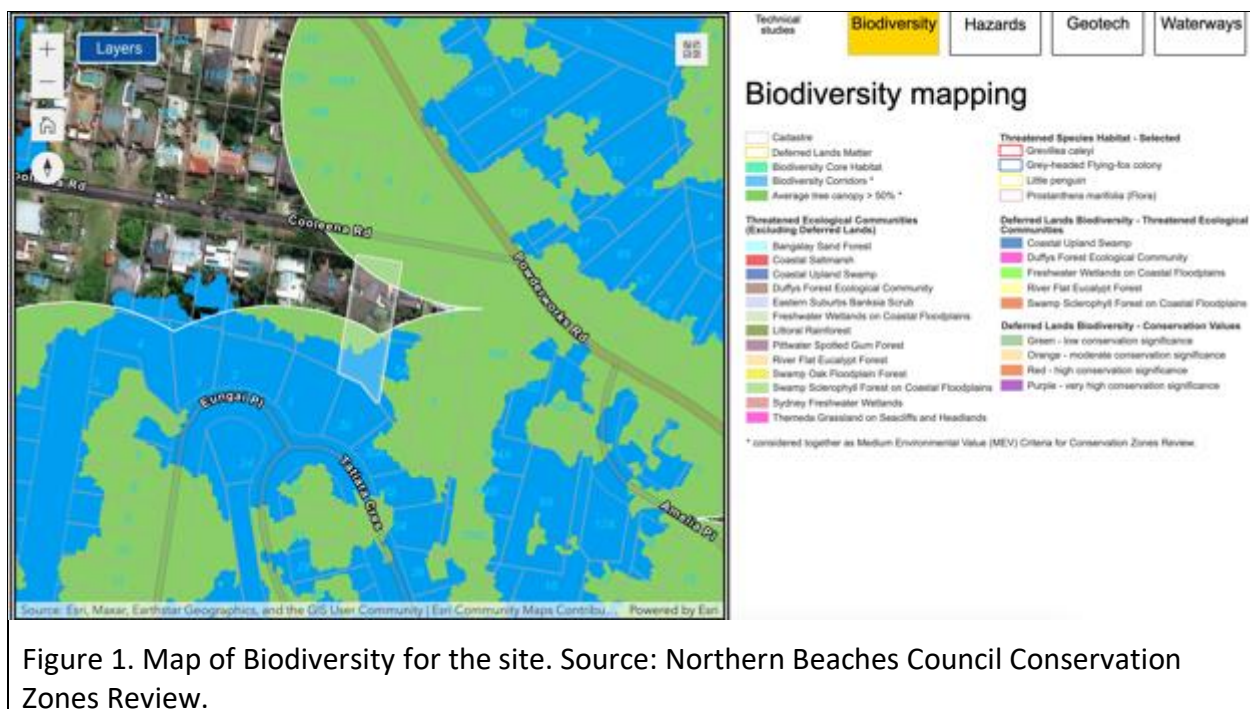 Layers
Cooleena Rd
Powderworks Rd
Eungai Pl
Tatiara Cres
Amelia Pl
Source: Esri, Maxar, Earthstar Geographics, and the GIS User Community | Esri Community Maps Contribu...
Powered by Esri
Technical
studies
Biodiversity
Hazards
Geotech
Waterways
Biodiversity mapping
Cadastre
Deferred Lands Matter
Biodiversity Core Habitat
Biodiversity Corridors *
Average tree canopy > 50% *
Threatened Ecological Communities
(Excluding Deferred Lands)
Bangalay Sand Forest
Coastal Saltmarsh
Coastal Upland Swamp
Duffys Forest Ecological Community
Eastern Suburbs Banksia Scrub
Freshwater Wetlands on Coastal Floodplains
Littoral Rainforest
Pittwater Spotted Gum Forest
River Flat Eucalypt Forest
Swamp Oak Floodplain Forest
Swamp Sclerophyll Forest on Coastal Floodplains
Sydney Freshwater Wetlands
Themeda Grassland on Seacliffs and Headlands
Threatened Species Habitat - Selected
Grevillea caleyi
Grey-headed Flying-fox colony
Little penguin
Prostanthera marifolia (Flora)
Deferred Lands Biodiversity - Threatened Ecological
Communities
Coastal Upland Swamp
Duffys Forest Ecological Community
Freshwater Wetlands on Coastal Floodplains
River Flat Eucalypt Forest
Swamp Sclerophyll Forest on Coastal Floodplains
Deferred Lands Biodiversity - Conservation Values
Green - low conservation significance
Orange - moderate conservation significance
Red - high conservation significance
Purple - very high conservation significance
* considered together as Medium Environmental Value (MEV) Criteria for Conservation Zones Review.
Figure 1. Map of Biodiversity for the site. Source: Northern Beaches Council Conservation
Zones Review.